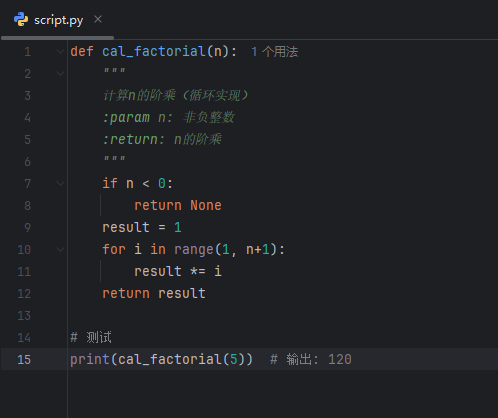 script.py
1 def cal_factorial(n): 1 个用法
2     """
3     计算n的阶乘（循环实现）
4     :param n: 非负整数
5     :return: n的阶乘
6     """
7     if n < 0:
8         return None
9     result = 1
10     for i in range(1, n+1):
11         result *= i
12     return result
13
14 # 测试
15 print(cal_factorial(5))  # 输出: 120